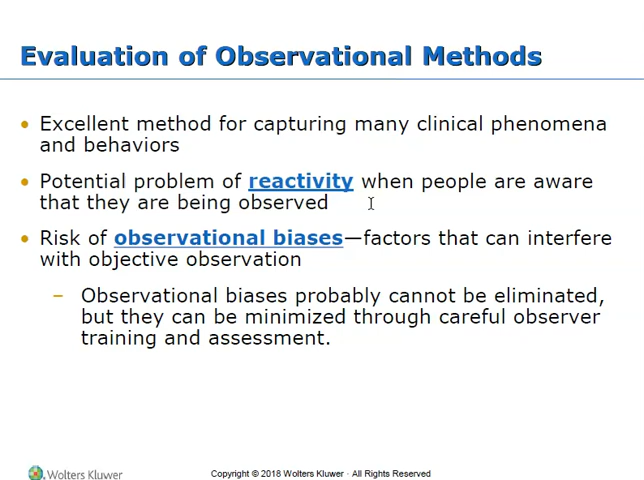 Evaluation of Observational Methods
• Excellent method for capturing many clinical phenomena
and behaviors
• Potential problem of reactivity when people are aware
that they are being observed
• Risk of observational biases—factors that can interfere
with objective observation
– Observational biases probably cannot be eliminated,
but they can be minimized through careful observer
training and assessment.
Wolters Kluwer
Copyright © 2018 Wolters Kluwer · All Rights Reserved